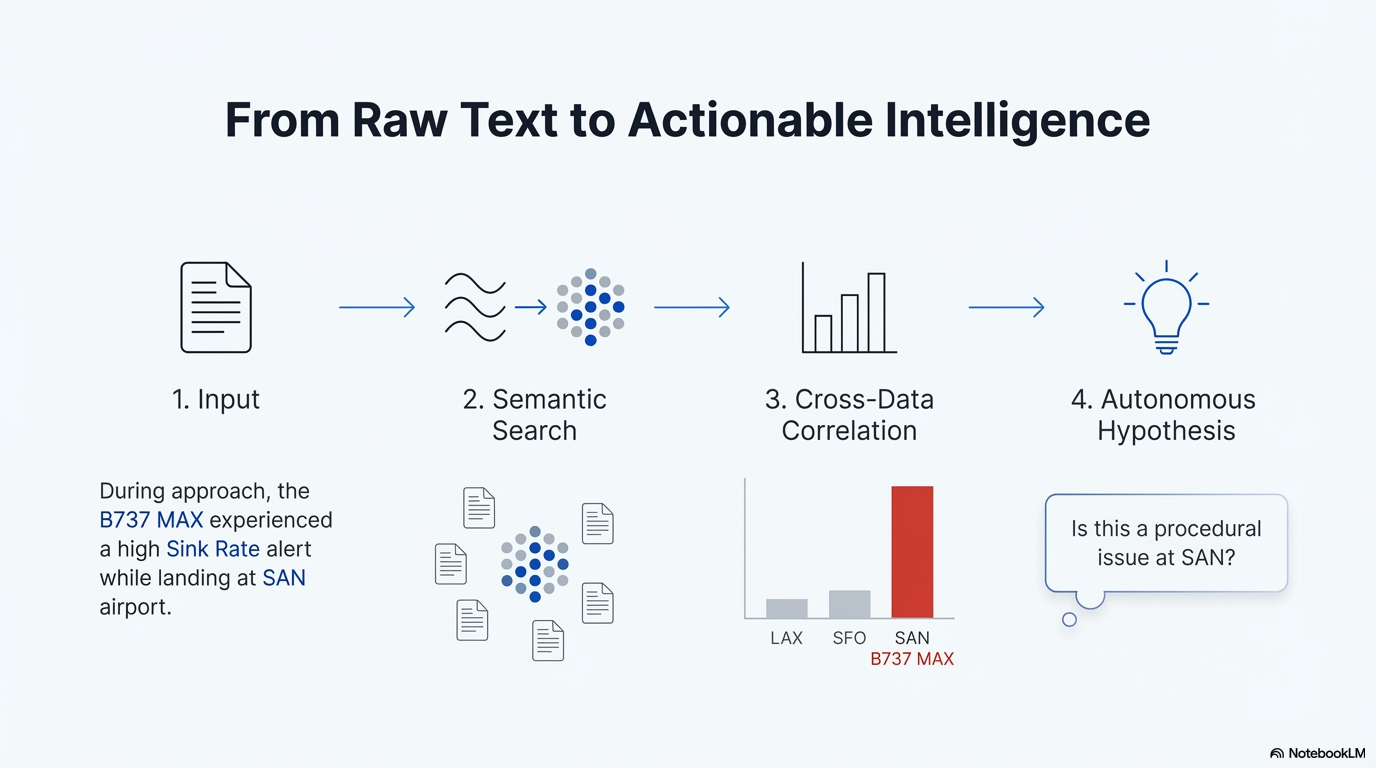 From Raw Text to Actionable Intelligence
1. Input
2. Semantic
Search
3. Cross-Data
Correlation
4. Autonomous
Hypothesis
During approach, the
B737 MAX experienced
a high Sink Rate alert
while landing at SAN
airport.
LAX
SFO
SAN
B737 MAX
Is this a procedural
issue at SAN?
NotebookLM